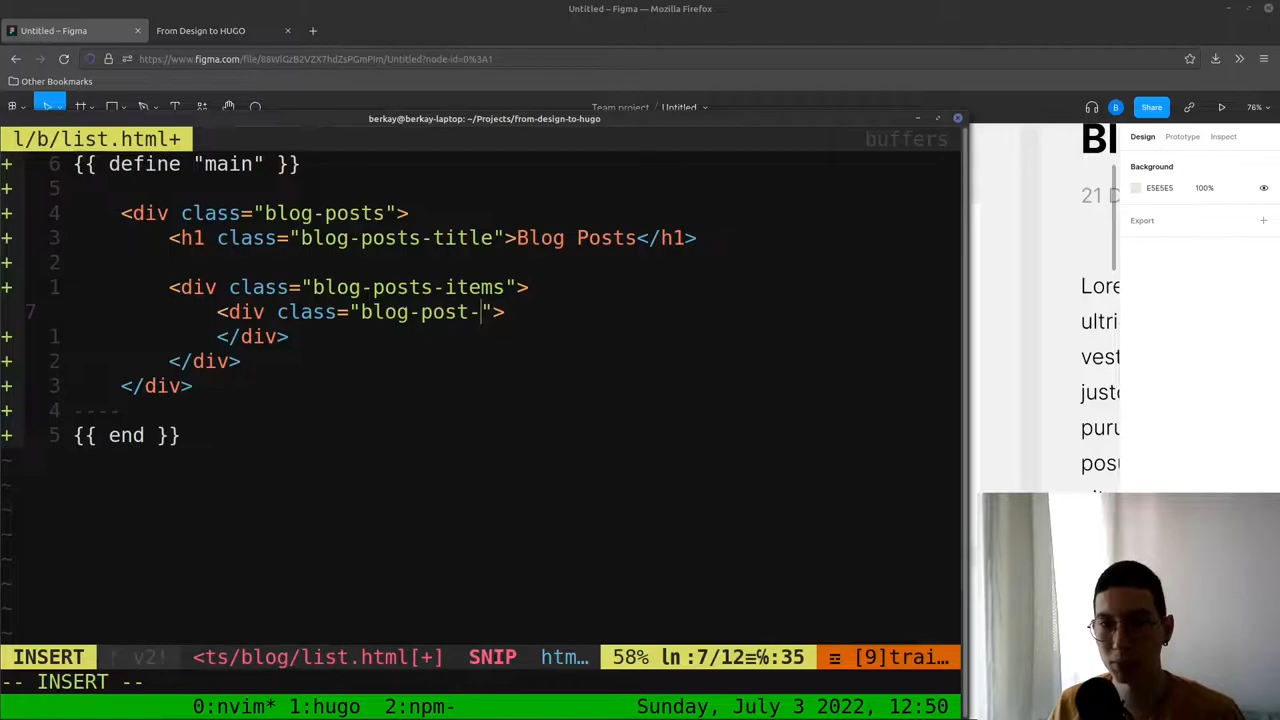 Untitled – Figma — Mozilla Firefox
Untitled – Figma
From Design to HUGO
https://www.figma.com/file/88WlGzB2VZX7hdZsPGmPIm/Untitled?node-id=0%3A1
Other Bookmarks
Team project / Untitled
B
Share
76%
berkay@berkay-laptop: ~/Projects/from-design-to-hugo
l/b/list.html+
buffers
+ 6 {{ define "main" }}
+ 5
+ 4 <div class="blog-posts">
+ 3 <h1 class="blog-posts-title">Blog Posts</h1>
+ 2
+ 1 <div class="blog-posts-items">
7 <div class="blog-post-">
+ 1 </div>
+ 2 </div>
+ 3 </div>
+ 4 ----
+ 5 {{ end }}
~
~
~
~
~
~
~
~
INSERT v2! <ts/blog/list.html[+] SNIP htm… 58% ln:7/12≡℅:35 ☲ [9]trai…
-- INSERT --
0:nvim* 1:hugo 2:npm- Sunday, July 3 2022, 12:50
Bl
21 D
Lore
ultri
vest
justo
puru
posu
Design Prototype Inspect
Background
E5E5E5 100%
Export